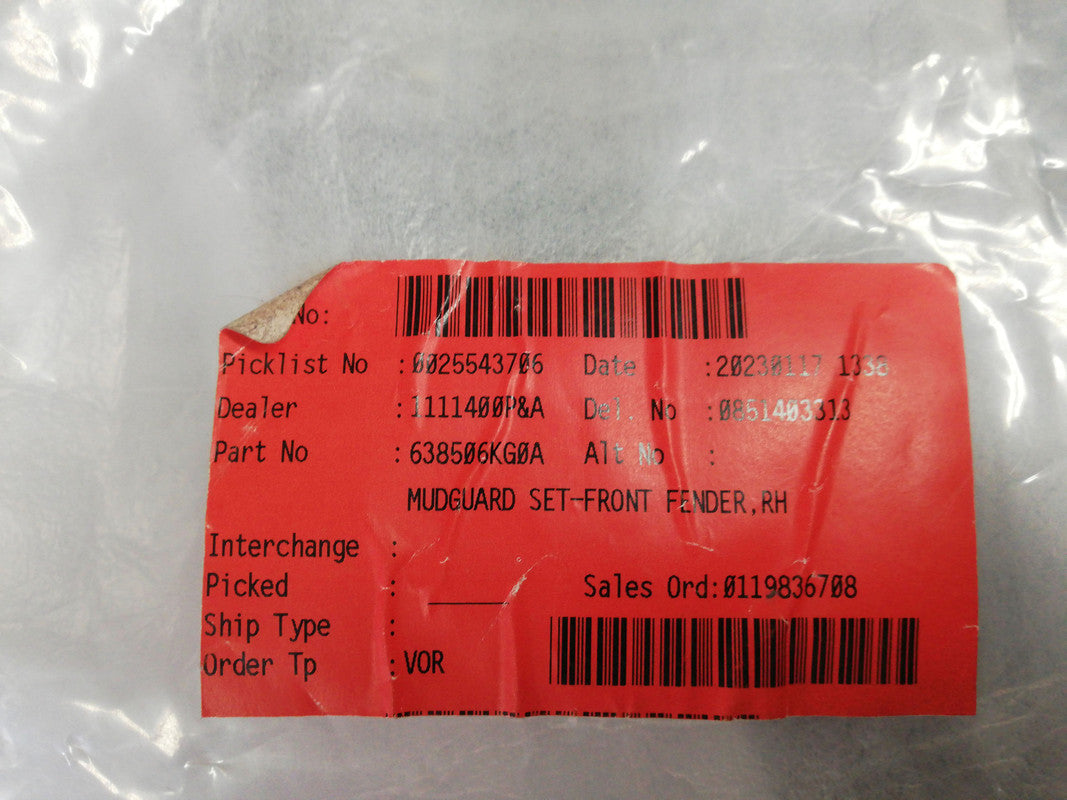 No:
Picklist No :0025543706 Date :20230117 1338
Dealer :1111400P&A Del. No :0851403313
Part No :638506KG0A Alt No :
MUDGUARD SET-FRONT FENDER,RH
Interchange :
Picked : ______ Sales Ord:0119836708
Ship Type :
Order Tp :VOR